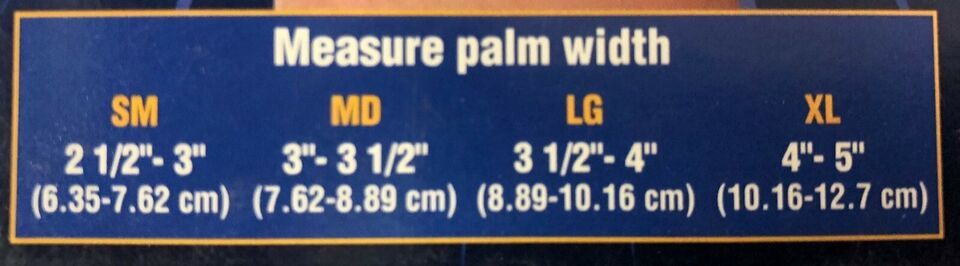 Measure palm width
SM MD LG XL
2 1/2"- 3" 3"- 3 1/2" 3 1/2"- 4" 4"- 5"
(6.35-7.62 cm) (7.62-8.89 cm) (8.89-10.16 cm) (10.16-12.7 cm)